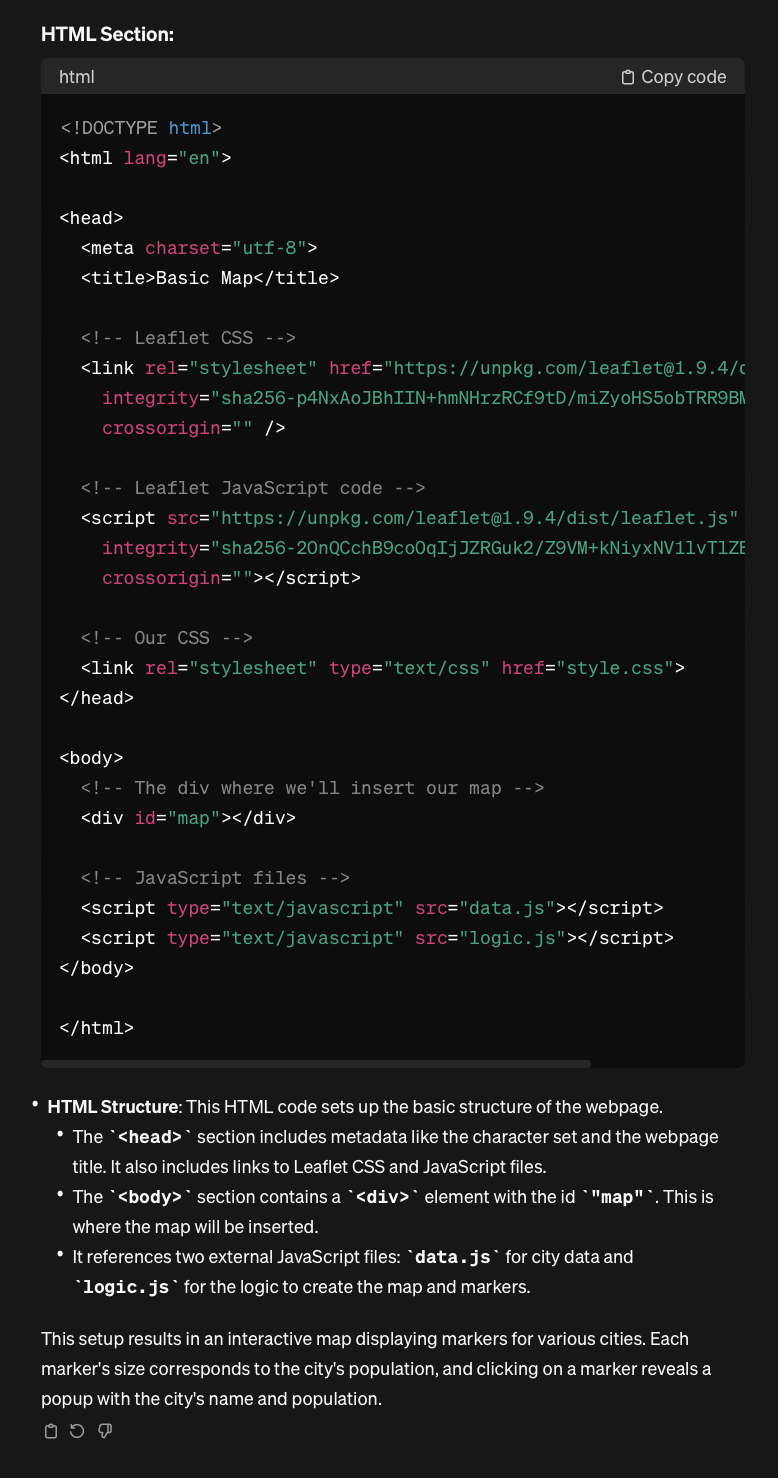 HTML Section:
html
Copy code
<!DOCTYPE html>
<html lang="en">
<head>
<meta charset="utf-8">
<title>Basic Map</title>
<!-- Leaflet CSS -->
<link rel="stylesheet" href="https://unpkg.com/leaflet@1.9.4/d
integrity="sha256-p4NxAoJBhIIN+hmNHrzRCf9tD/miZyoHS5obTRR9BM
crossorigin="" />
<!-- Leaflet JavaScript code -->
<script src="https://unpkg.com/leaflet@1.9.4/dist/leaflet.js"
integrity="sha256-20nQCchB9co0qIjJZRGuk2/Z9VM+kNiyxNV1lvTlZB
crossorigin=""></script>
<!-- Our CSS -->
<link rel="stylesheet" type="text/css" href="style.css">
</head>
<body>
<!-- The div where we'll insert our map -->
<div id="map"></div>
<!-- JavaScript files -->
<script type="text/javascript" src="data.js"></script>
<script type="text/javascript" src="logic.js"></script>
</body>
</html>
• HTML Structure: This HTML code sets up the basic structure of the webpage.
• The `<head>` section includes metadata like the character set and the webpage
title. It also includes links to Leaflet CSS and JavaScript files.
• The `<body>` section contains a `<div>` element with the id `"map"`. This is
where the map will be inserted.
• It references two external JavaScript files: `data.js` for city data and
`logic.js` for the logic to create the map and markers.
This setup results in an interactive map displaying markers for various cities. Each
marker's size corresponds to the city's population, and clicking on a marker reveals a
popup with the city's name and population.